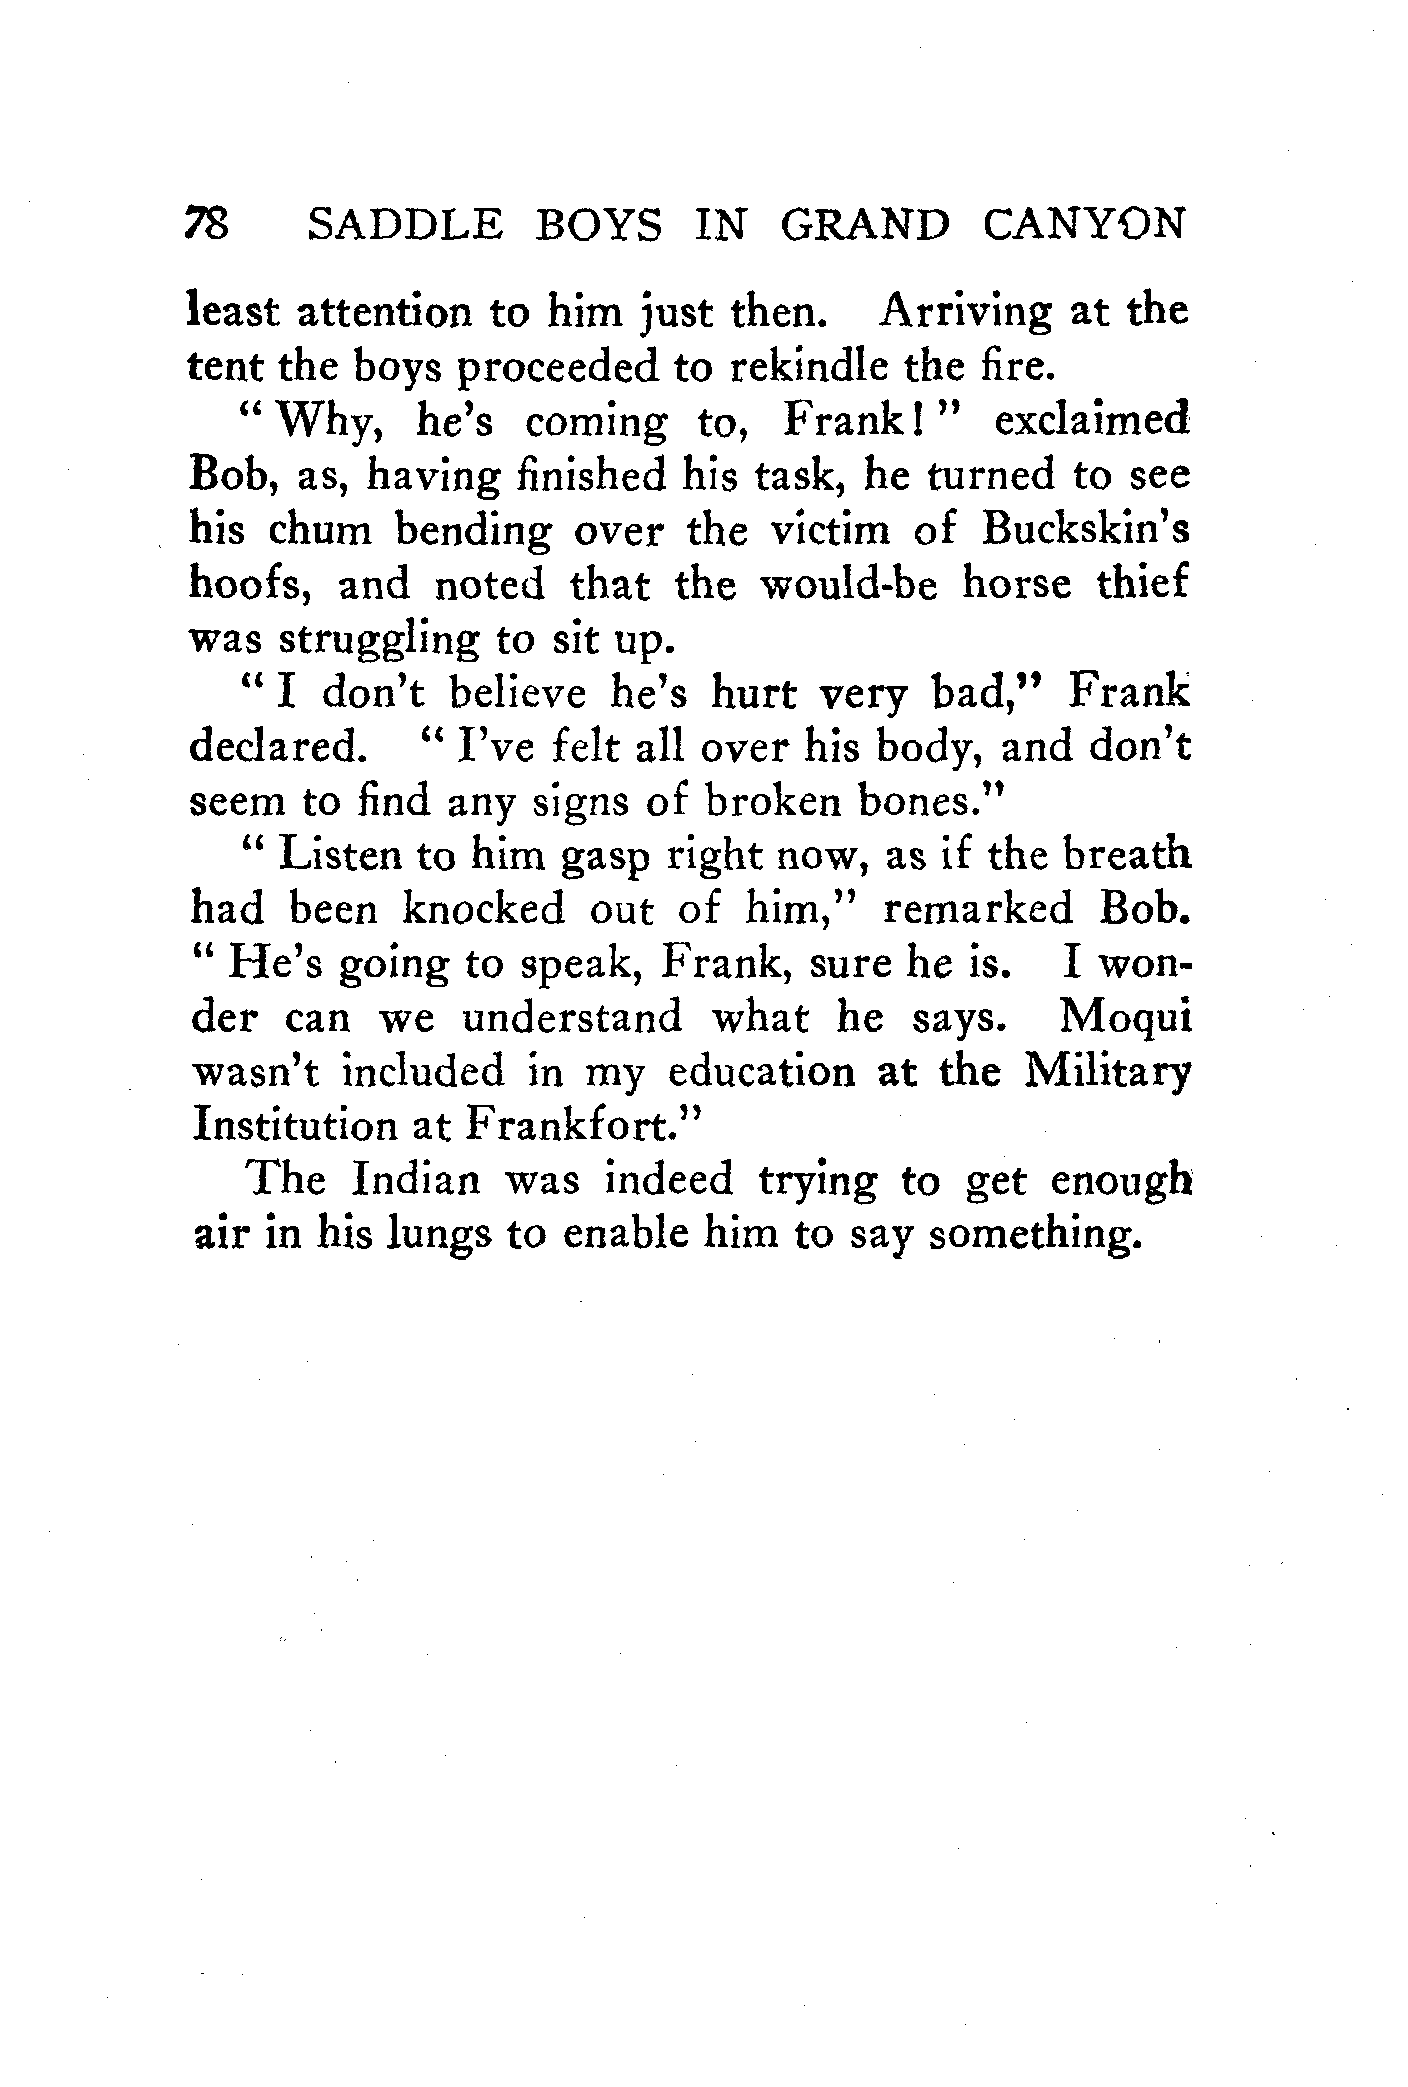 78 SADDLE BOYS IN GRAND CANYON
least attention to him just then. Arriving at the
tent the boys proceeded to rekindle the fire.
" Why, he's coming to, Frank! " exclaimed
Bob, as, having finished his task, he turned to see
his chum bending over the victim of Buckskin's
hoofs, and noted that the would-be horse thief
was struggling to sit up.
" I don't believe he's hurt very bad," Frank
declared. " I've felt all over his body, and don't
seem to find any signs of broken bones."
" Listen to him gasp right now, as if the breath
had been knocked out of him," remarked Bob.
" He's going to speak, Frank, sure he is. I won-
der can we understand what he says. Moqui
wasn't included in my education at the Military
Institution at Frankfort."
The Indian was indeed trying to get enough
air in his lungs to enable him to say something.